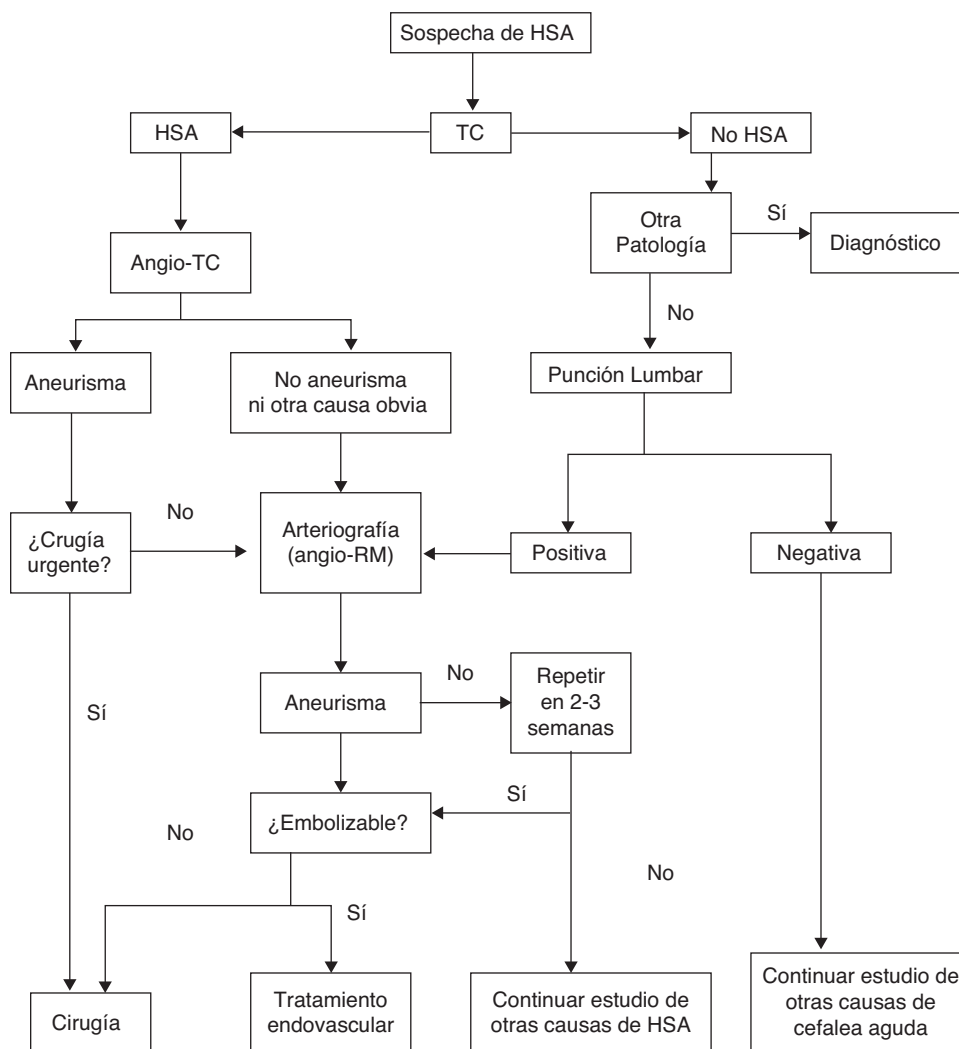 Sospecha de HSA
HSA
TC
No HSA
Otra
Patología
Sí
Diagnóstico
Angio-TC
No
Aneurisma
No aneurisma
ni otra causa obvia
Punción Lumbar
¿Crugía
urgente?
No
Arteriografía
(angio-RM)
Positiva
Negativa
Sí
Aneurisma
No
Repetir
en 2-3
semanas
No
¿Embolizable?
Sí
No
Sí
Cirugía
Tratamiento
endovascular
Continuar estudio de
otras causas de HSA
Continuar estudio de
otras causas de
cefalea aguda